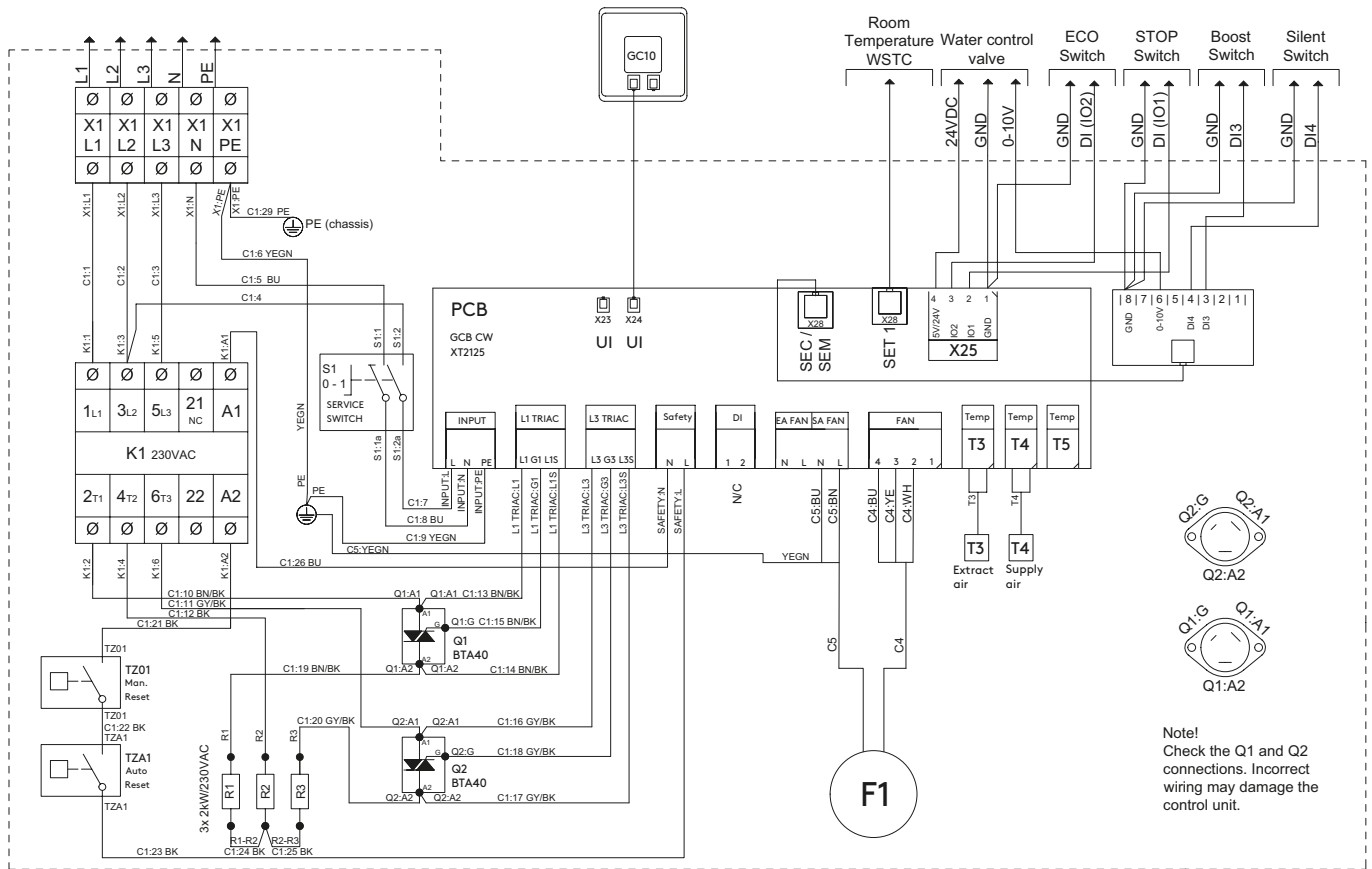 L1
L2
L3
N
PE
Ø Ø Ø Ø Ø
X1 X1 X1 X1 X1
L1 L2 L3 N PE
Ø Ø Ø Ø Ø
X1:L1
X1:L2
X1:L3
X1:N
X1:PE
X1:PE
C1:29 PE
PE (chassis)
C1:6 YEGN
C1:5 BU
C1:4
C1:1
C1:2
C1:3
K1:1
K1:3
K1:5
K1:A1
Ø Ø Ø Ø Ø
1L1 3L2 5L3 21 NC A1
K1 230VAC
2T1 4T2 6T3 22 A2
Ø Ø Ø Ø Ø
K1:2
K1:4
K1:6
K1:A2
YEGN
PE
PE
S1:1
S1:2
S1
0 - 1
SERVICE
SWITCH
S1:1a
S1:2a
C1:7
C1:8 BU
C1:9 YEGN
C5:YEGN
YEGN
C1:26 BU
C1:10 BN/BK
C1:11 GY/BK
C1:12 BK
C1:21 BK
TZ01
TZ01
Man.
Reset
TZ01
C1:22 BK
TZA1
TZA1
Auto
Reset
TZA1
C1:23 BK
3x 2kW/230VAC
R1
R2
R3
R1
R2
R3
R1-R2
R2-R3
C1:24 BK
C1:25 BK
C1:19 BN/BK
C1:20 GY/BK
Q1:A1
Q1:A1
C1:13 BN/BK
A1
G
Q1:G
C1:15 BN/BK
Q1
BTA40
A2
Q1:A2
Q1:A2
C1:14 BN/BK
Q2:A1
Q2:A1
C1:16 GY/BK
A1
G
Q2:G
C1:18 GY/BK
Q2
BTA40
A2
Q2:A2
Q2:A2
C1:17 GY/BK
GC10
PCB
GCB CW
XT2125
X23
X24
UI
UI
X28
SEC /
SEM
X28
SET 1
4 3 2 1
5V/24V
IO2
IO1
GND
X25
8 7 6 5 4 3 2 1
GND
0-10V
DI4
DI3
INPUT
L N PE
L1 TRIAC
L1 G1 L1S
L3 TRIAC
L3 G3 L3S
Safety
N L
DI
1 2
N/C
EA FAN
SA FAN
N L N L
FAN
4 3 2 1
Temp
T3
Temp
T4
Temp
T5
INPUT:L
INPUT:N
INPUT:PE
L1 TRIAC:L1
L1 TRIAC:G1
L1 TRIAC:L1S
L3 TRIAC:L3
L3 TRIAC:G3
L3 TRIAC:L3S
SAFETY:N
SAFETY:L
C5:BU
C5:BN
C4:BU
C4:YE
C4:WH
T3
T4
T3
Extract
air
T4
Supply
air
C5
C4
F1
Room
Temperature
WSTC
Water control
valve
ECO
Switch
STOP
Switch
Boost
Switch
Silent
Switch
24VDC
GND
0-10V
GND
DI (IO2)
GND
DI (IO1)
GND
DI3
GND
DI4
Q2:G
Q2:A1
Q2:A2
Q1:G
Q1:A1
Q1:A2
Note!
Check the Q1 and Q2
connections. Incorrect
wiring may damage the
control unit.